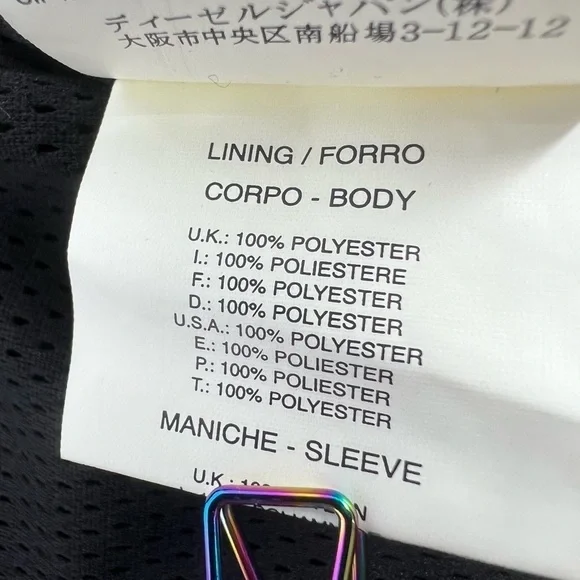 ディーゼルジャパン(株)
大阪市中央区南船場3-12-12
LINING / FORRO
CORPO - BODY
U.K.: 100% POLYESTER
I.: 100% POLIESTERE
F.: 100% POLYESTER
D.: 100% POLYESTER
U.S.A.: 100% POLYESTER
E.: 100% POLIESTER
P.: 100% POLIESTER
T.: 100% POLYESTER
MANICHE - SLEEVE
U.K